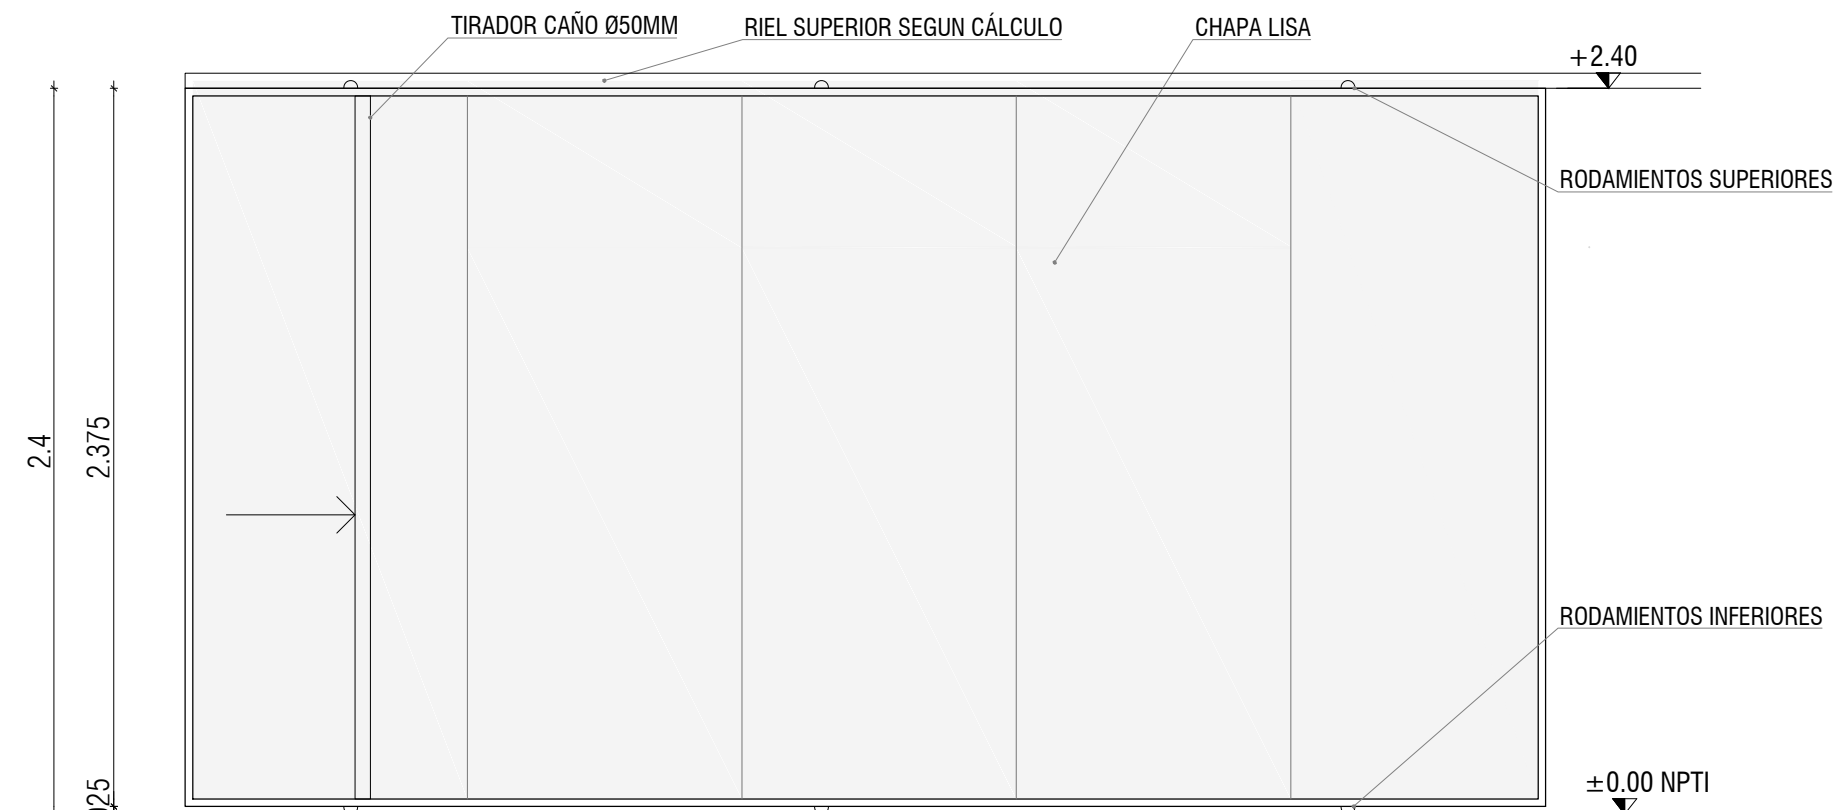 TIRADOR CAÑO Ø50MM
RIEL SUPERIOR SEGUN CÁLCULO
CHAPA LISA
+2.40
RODAMIENTOS SUPERIORES
2.4
2.375
RODAMIENTOS INFERIORES
±0.00 NPTI